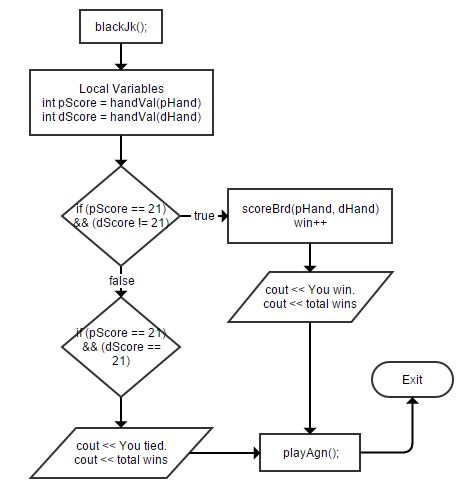 blackJk();
Local Variables
int pScore = handVal(pHand)
int dScore = handVal(dHand)
if (pScore == 21)
&& (dScore != 21)
true
scoreBrd(pHand, dHand)
win++
false
cout << You win.
cout << total wins
if (pScore == 21)
&& (dScore ==
21)
Exit
cout << You tied.
cout << total wins
playAgn();